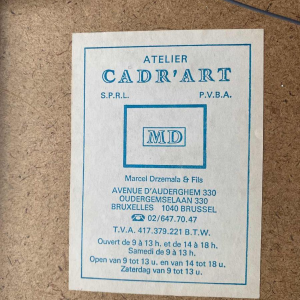 ATELIER
CADR'ART
S.P.R.L. P.V.B.A.
MD
Marcel Drzemala & Fils
AVENUE D'AUDERGHEM 330
OUDERGEMSELAAN 330
BRUXELLES 1040 BRUSSEL
☎ 02/647.70.47
T.V.A. 417.379.221 B.T.W.
Ouvert de 9 à 13 h. et de 14 à 18 h.
Samedi de 9 à 13 h.
Open van 9 tot 13 u. en van 14 tot 18 u.
Zaterdag van 9 tot 13 u.